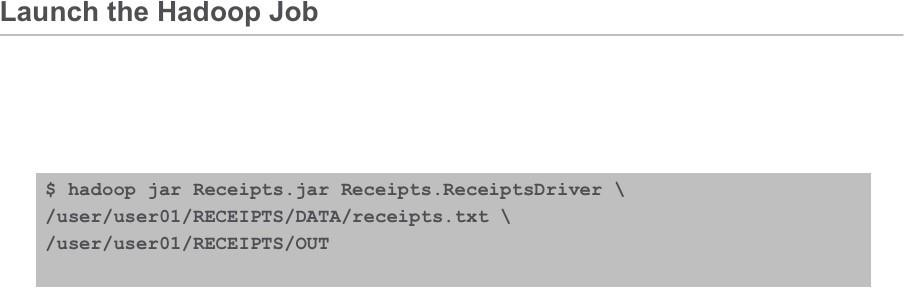 Launch the Hadoop Job
$ hadoop jar Receipts.jar Receipts.ReceiptsDriver \
/user/user01/RECEIPTS/DATA/receipts.txt \
/user/user01/RECEIPTS/OUT